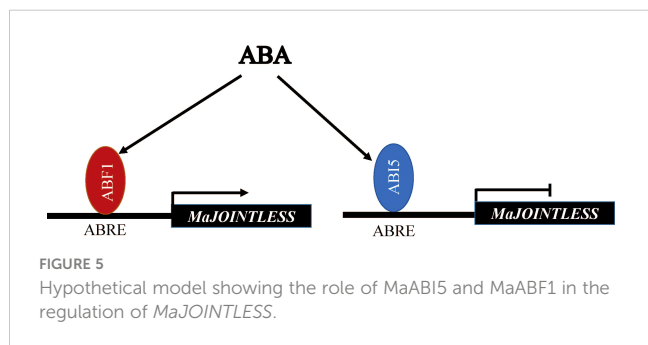 ABA
ABF1
ABI5
MaJOINTLESS
MaJOINTLESS
ABRE
ABRE
FIGURE 5
Hypothetical model showing the role of MaABI5 and MaABF1 in the
regulation of MaJOINTLESS.